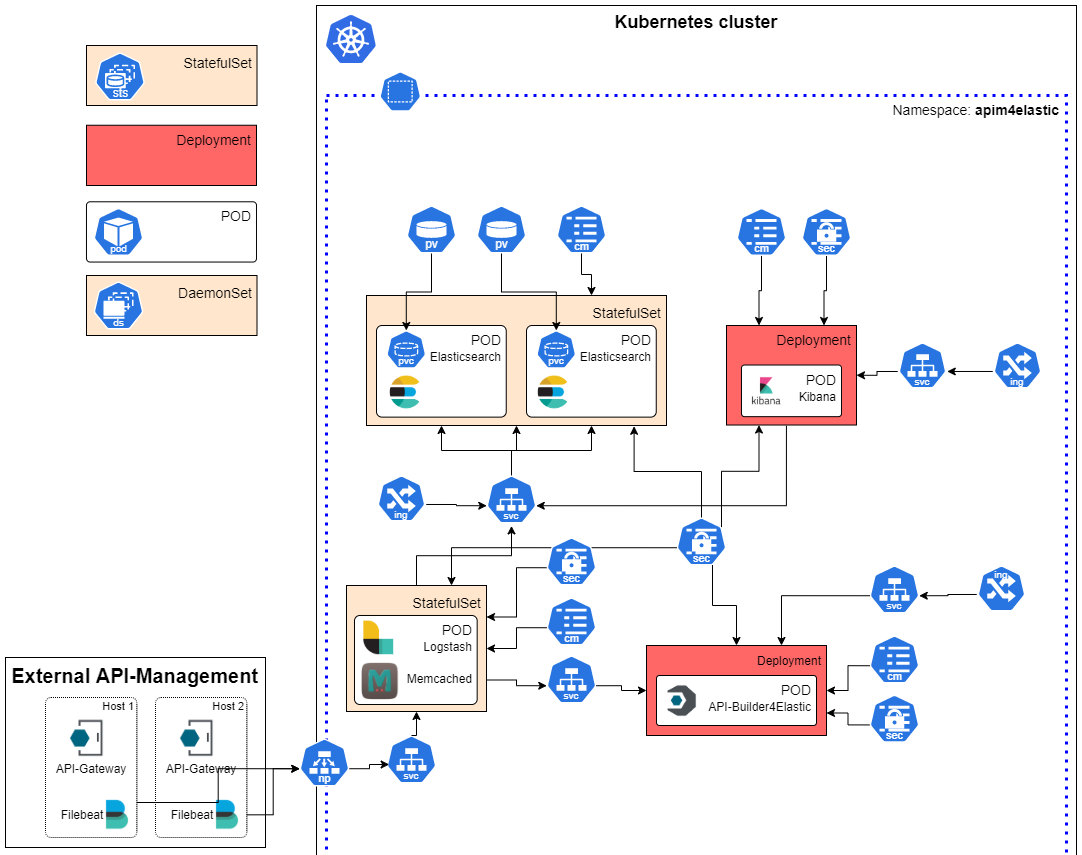 Kubernetes cluster
StatefulSet
sts
Namespace: apim4elastic
Deployment
POD
pod
DaemonSet
ds
pv
pv
cm
cm
sec
StatefulSet
POD
Elasticsearch
pvc
POD
Elasticsearch
pvc
Deployment
POD
Kibana
kibana
svc
ing
ing
svc
sec
sec
StatefulSet
POD
Logstash
Memcached
cm
svc
svc
ing
Deployment
POD
API-Builder4Elastic
cm
sec
External API-Management
Host 1
API-Gateway
Filebeat
Host 2
API-Gateway
Filebeat
np
svc